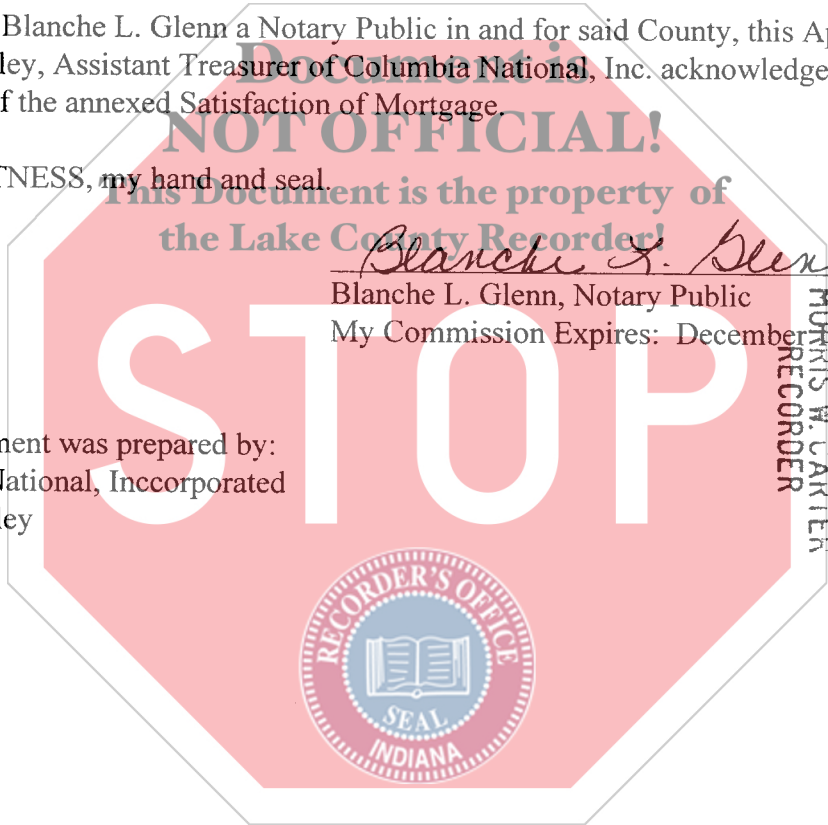 Blanche L. Glenn a Notary Public in and for said County, this Ap
ley, Assistant Treasurer of Columbia National, Inc. acknowledge
Document is
f the annexed Satisfaction of Mortgage.
NOT OFFICIAL!
TNESS, my hand and seal.
This Document is the property of
the Lake County Recorder!
Blanche L. Glen
Blanche L. Glenn, Notary Public
My Commission Expires: December
MORRIS W. CARTER
RECORDER
STOP
ment was prepared by:
National, Inccorporated
ley
RECORDER'S OFFICE
SEAL
INDIANA